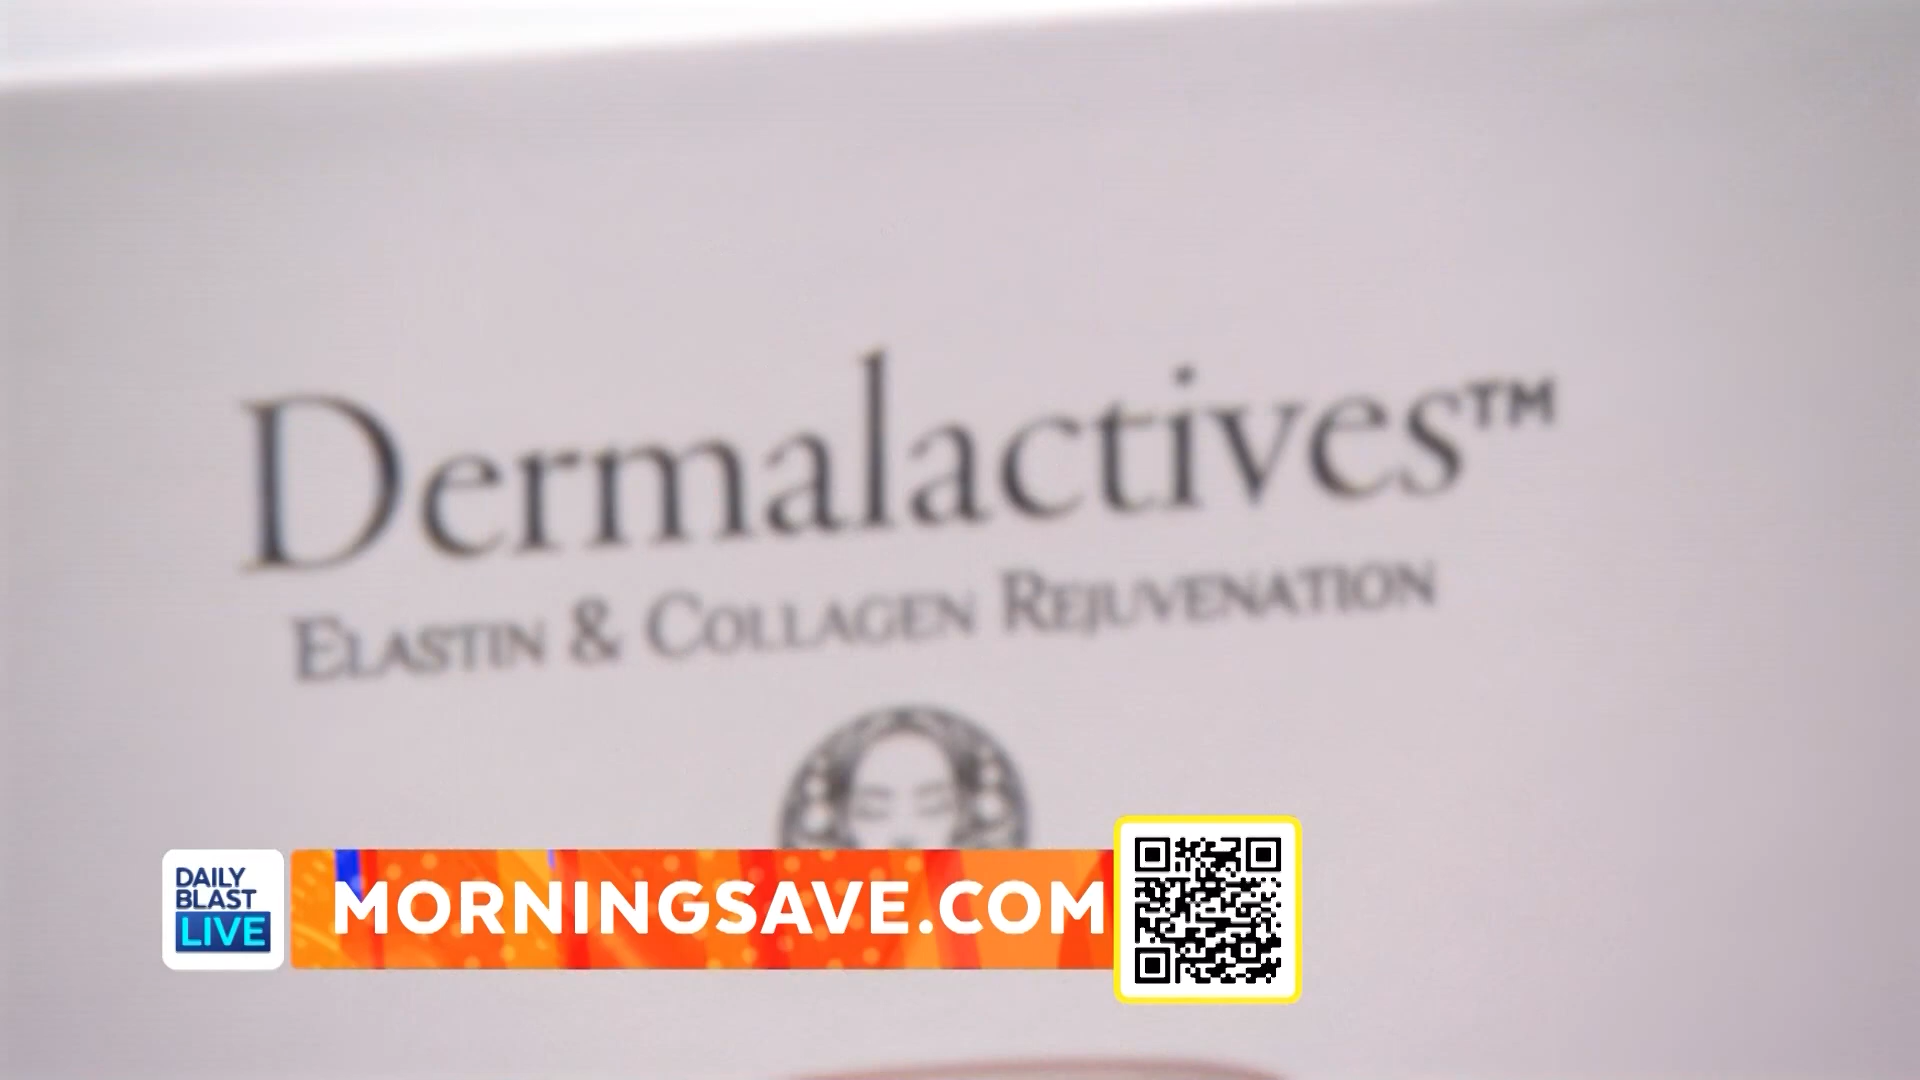 Dermalactives™
ELASTIN & COLLAGEN REJUVENATION
DAILY
BLAST
LIVE
MORNINGSAVE.COM